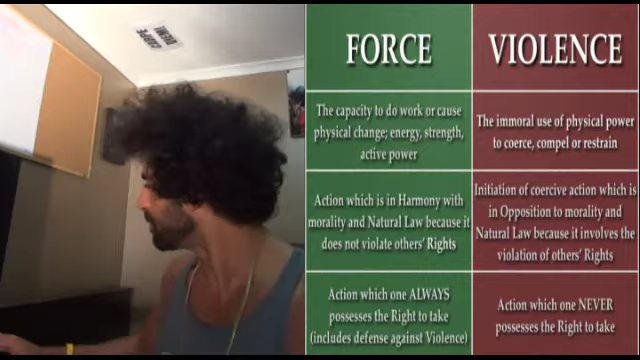 CARPE
DIEM
FORCE
VIOLENCE
The capacity to do work or cause
physical change; energy, strength,
active power
The immoral use of physical power
to coerce, compel or restrain
Action which is in Harmony with
morality and Natural Law because it
does not violate others' Rights
Initiation of coercive action which is
in Opposition to morality and
Natural Law because it involves the
violation of others' Rights
Action which one ALWAYS
possesses the Right to take
(includes defense against Violence)
Action which one NEVER
possesses the Right to take